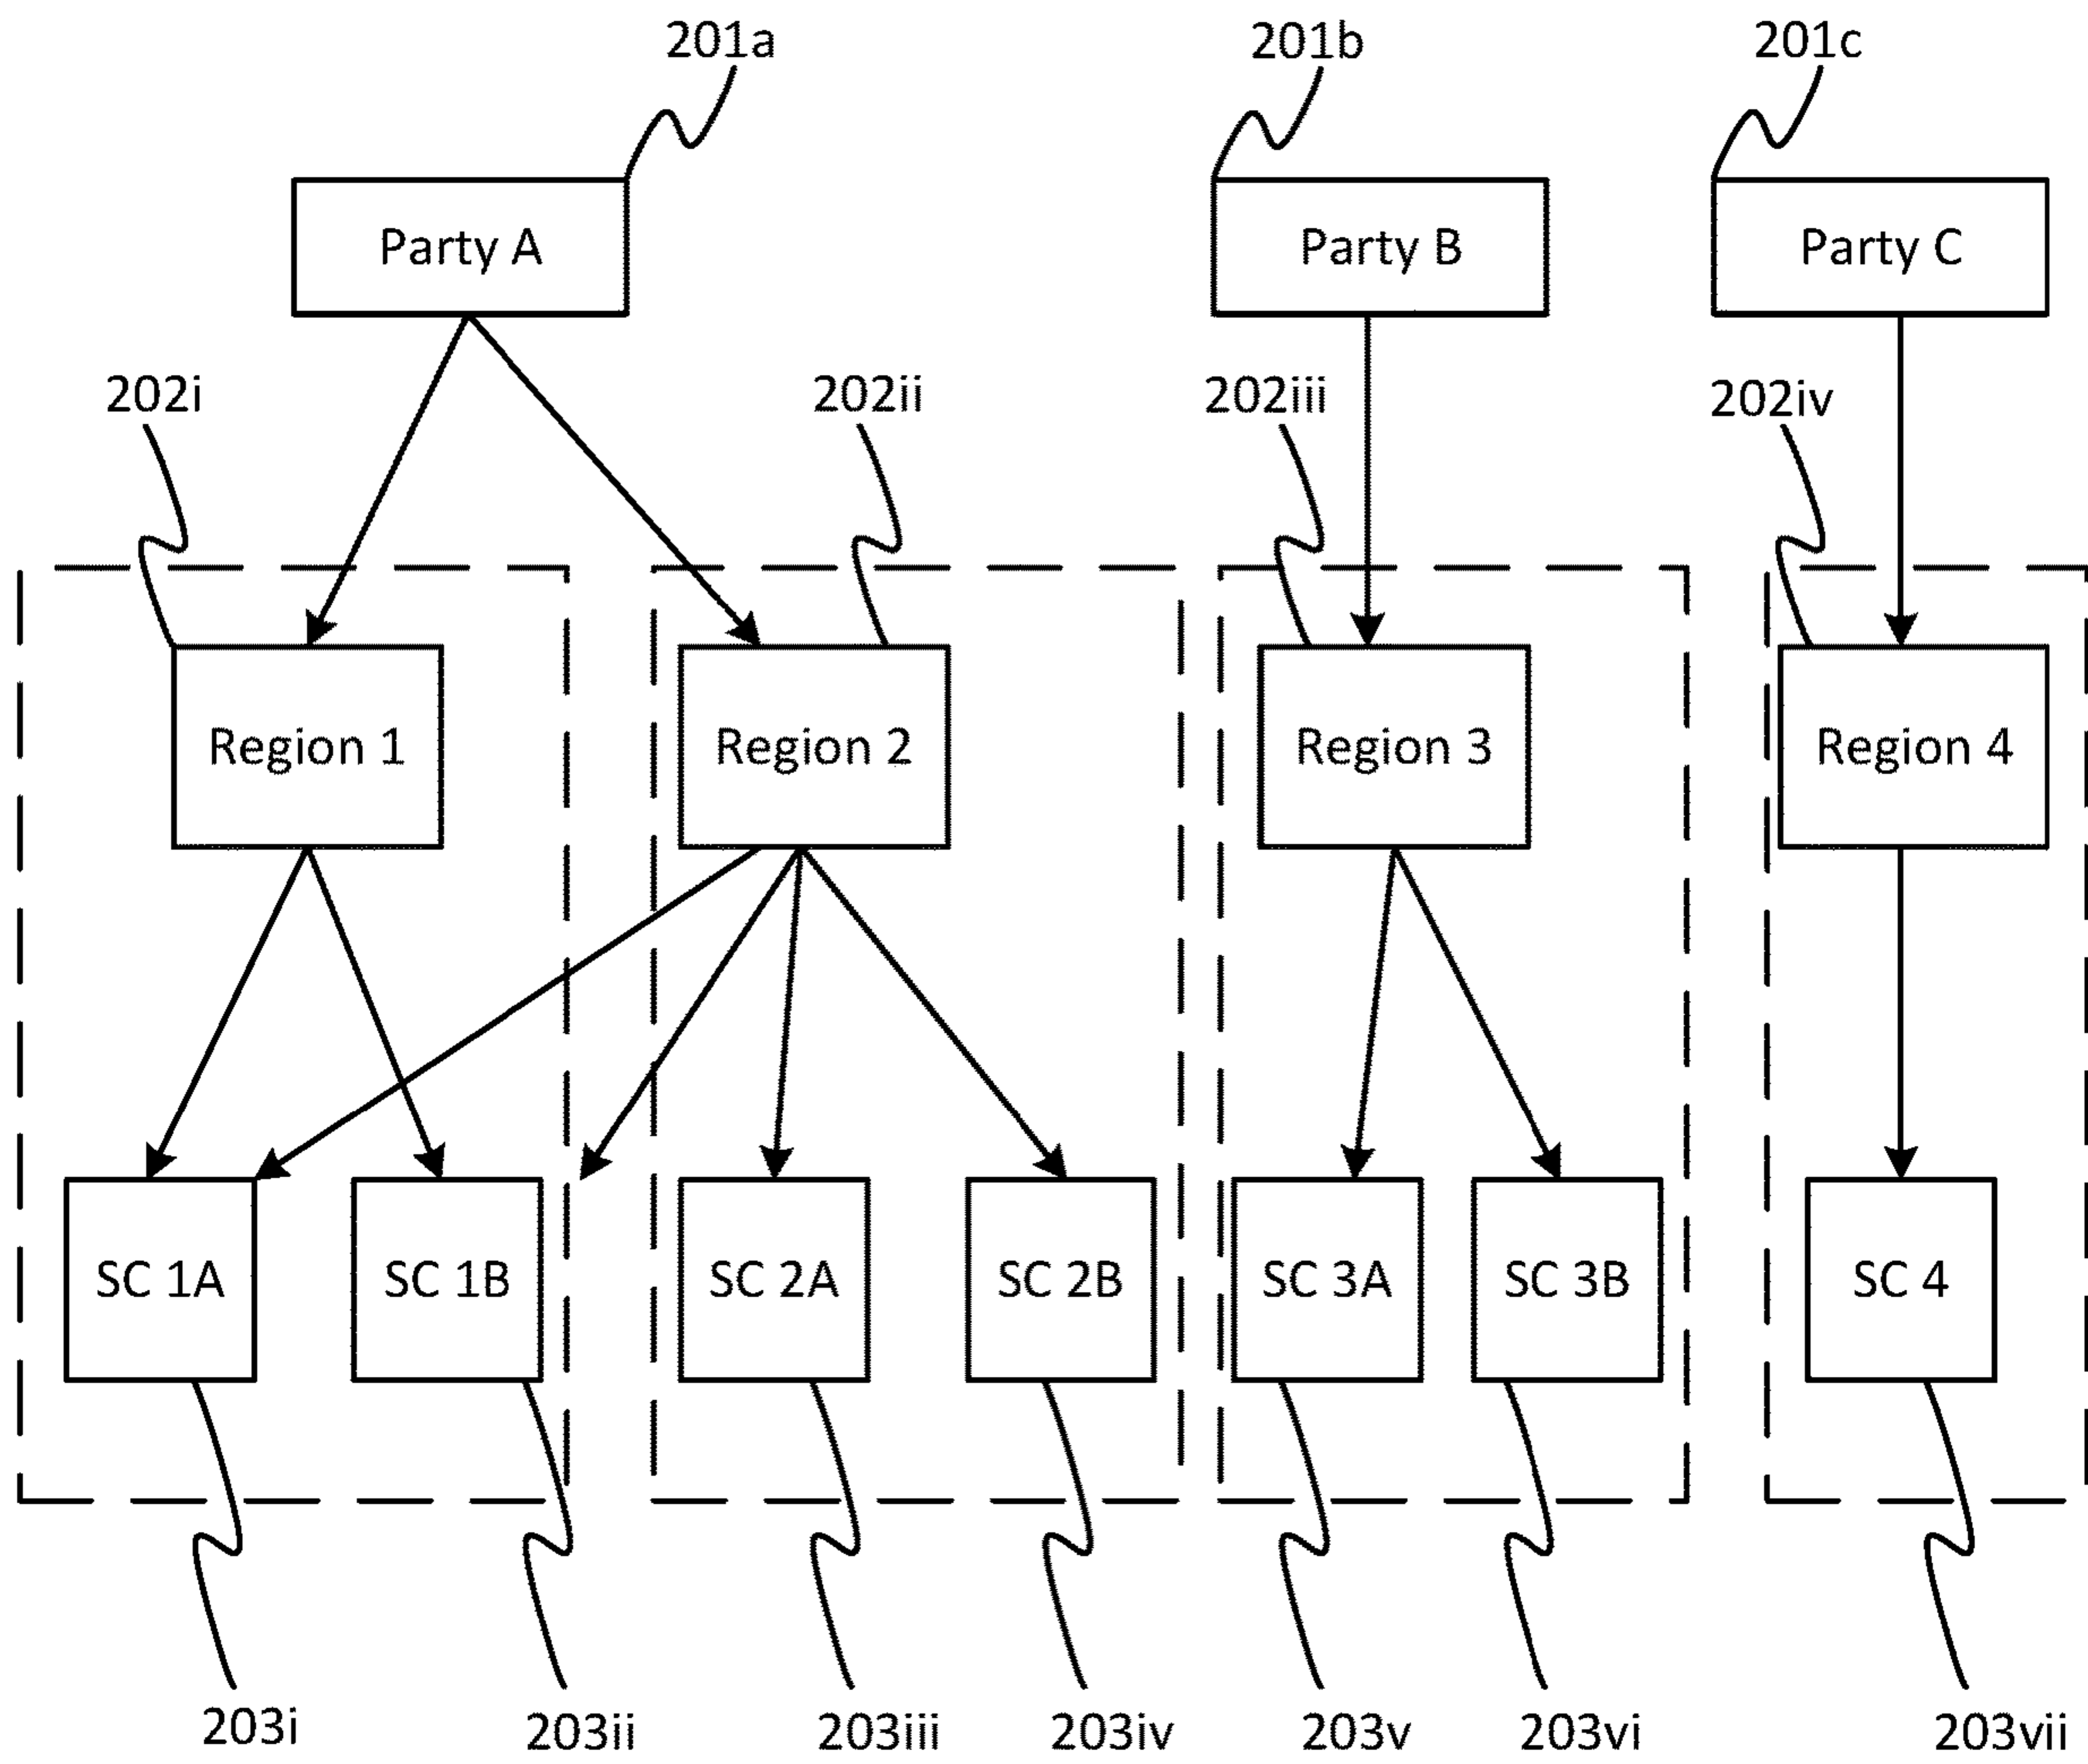 201a
201b
201c
Party A
Party B
Party C
202i
202ii
202iii
202iv
Region 1
Region 2
Region 3
Region 4
SC 1A
SC 1B
SC 2A
SC 2B
SC 3A
SC 3B
SC 4
203i
203ii
203iii
203iv
203v
203vi
203vii